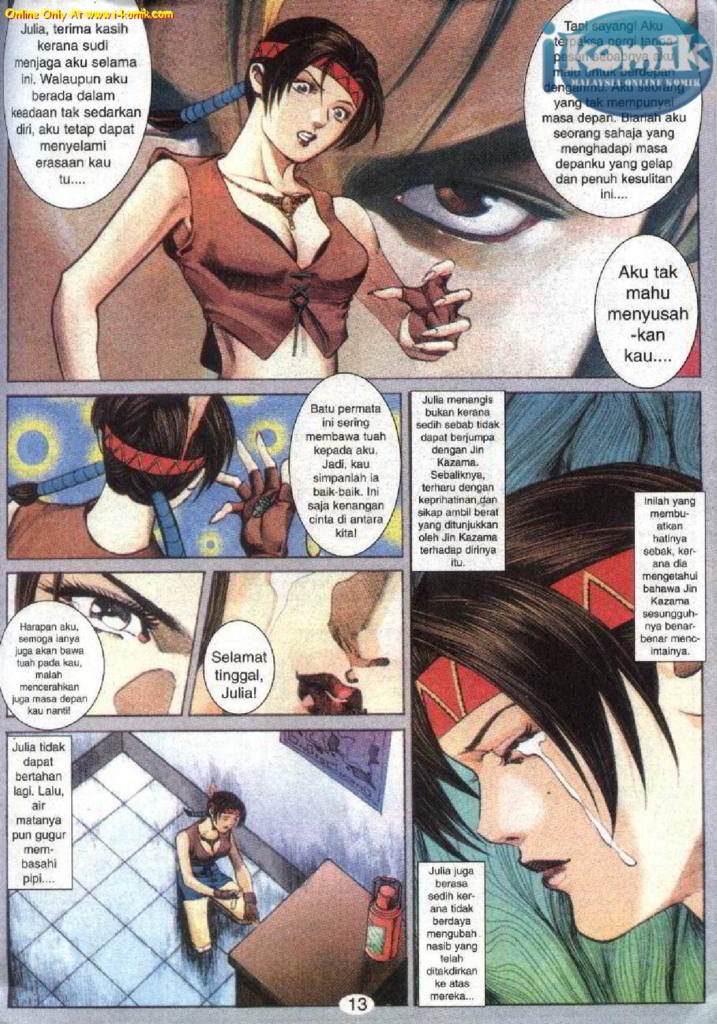 Online Only At www.i-komik.com
Julia, terima kasih
kerana sudi
menjaga aku selama
ini. Walaupun aku
berada dalam
keadaan tak sedarkan
diri, aku tetap dapat
menyelami
erasaan kau
tu....
Tapi sayang! Aku
terpaksa pergi tanpa
pesan sebabnya aku
malu untuk berdepan
denganmu. Aku seorang
yang tak mempunyai
masa depan. Biarlah aku
seorang sahaja yang
menghadapi masa
depanku yang gelap
dan penuh kesulitan
ini....
ikomik
MALAYSIA ONLINE KOMIK
Aku tak
mahu
menyusah
-kan
kau....
Batu permata
ini sering
membawa tuah
kepada aku.
Jadi, kau
simpanlah ia
baik-baik. Ini
saja kenangan
cinta di antara
kita!
Julia menangis
bukan kerana
sedih sebab tidak
dapat berjumpa
dengan Jin
Kazama.
Sebaliknya,
terharu dengan
keprihatinan dan
sikap ambil berat
yang ditunjukkan
oleh Jin Kazama
terhadap dirinya
itu.
Inilah yang
membu-
atkan
hatinya
sebak, ker-
ana dia
mengetahui
bahawa Jin
Kazama
sesungguh-
nya benar-
benar menc-
intainya.
Harapan aku,
semoga ianya
juga akan bawa
tuah pada kau,
malah
mencerahkan
juga masa depan
kau nanti!
Selamat
tinggal,
Julia!
Julia tidak
dapat
bertahan
lagi. Lalu,
air
matanya
pun gugur
mem-
basahi
pipi....
Julia juga
berasa
sedih ker-
ana tidak
berdaya
mengubah
nasib yang
telah
ditakdirkan
ke atas
mereka...
13